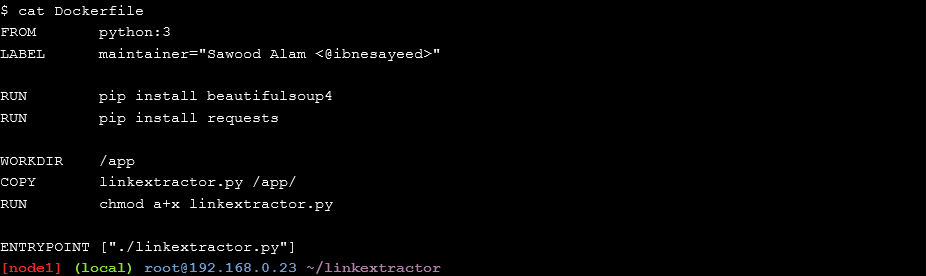 $ cat Dockerfile
FROM       python:3
LABEL      maintainer="Sawood Alam <@ibnesayeed>"
RUN        pip install beautifulsoup4
RUN        pip install requests
WORKDIR    /app
COPY       linkextractor.py /app/
RUN        chmod a+x linkextractor.py
ENTRYPOINT ["./linkextractor.py"]
[node1] (local) root@192.168.0.23 ~/linkextractor